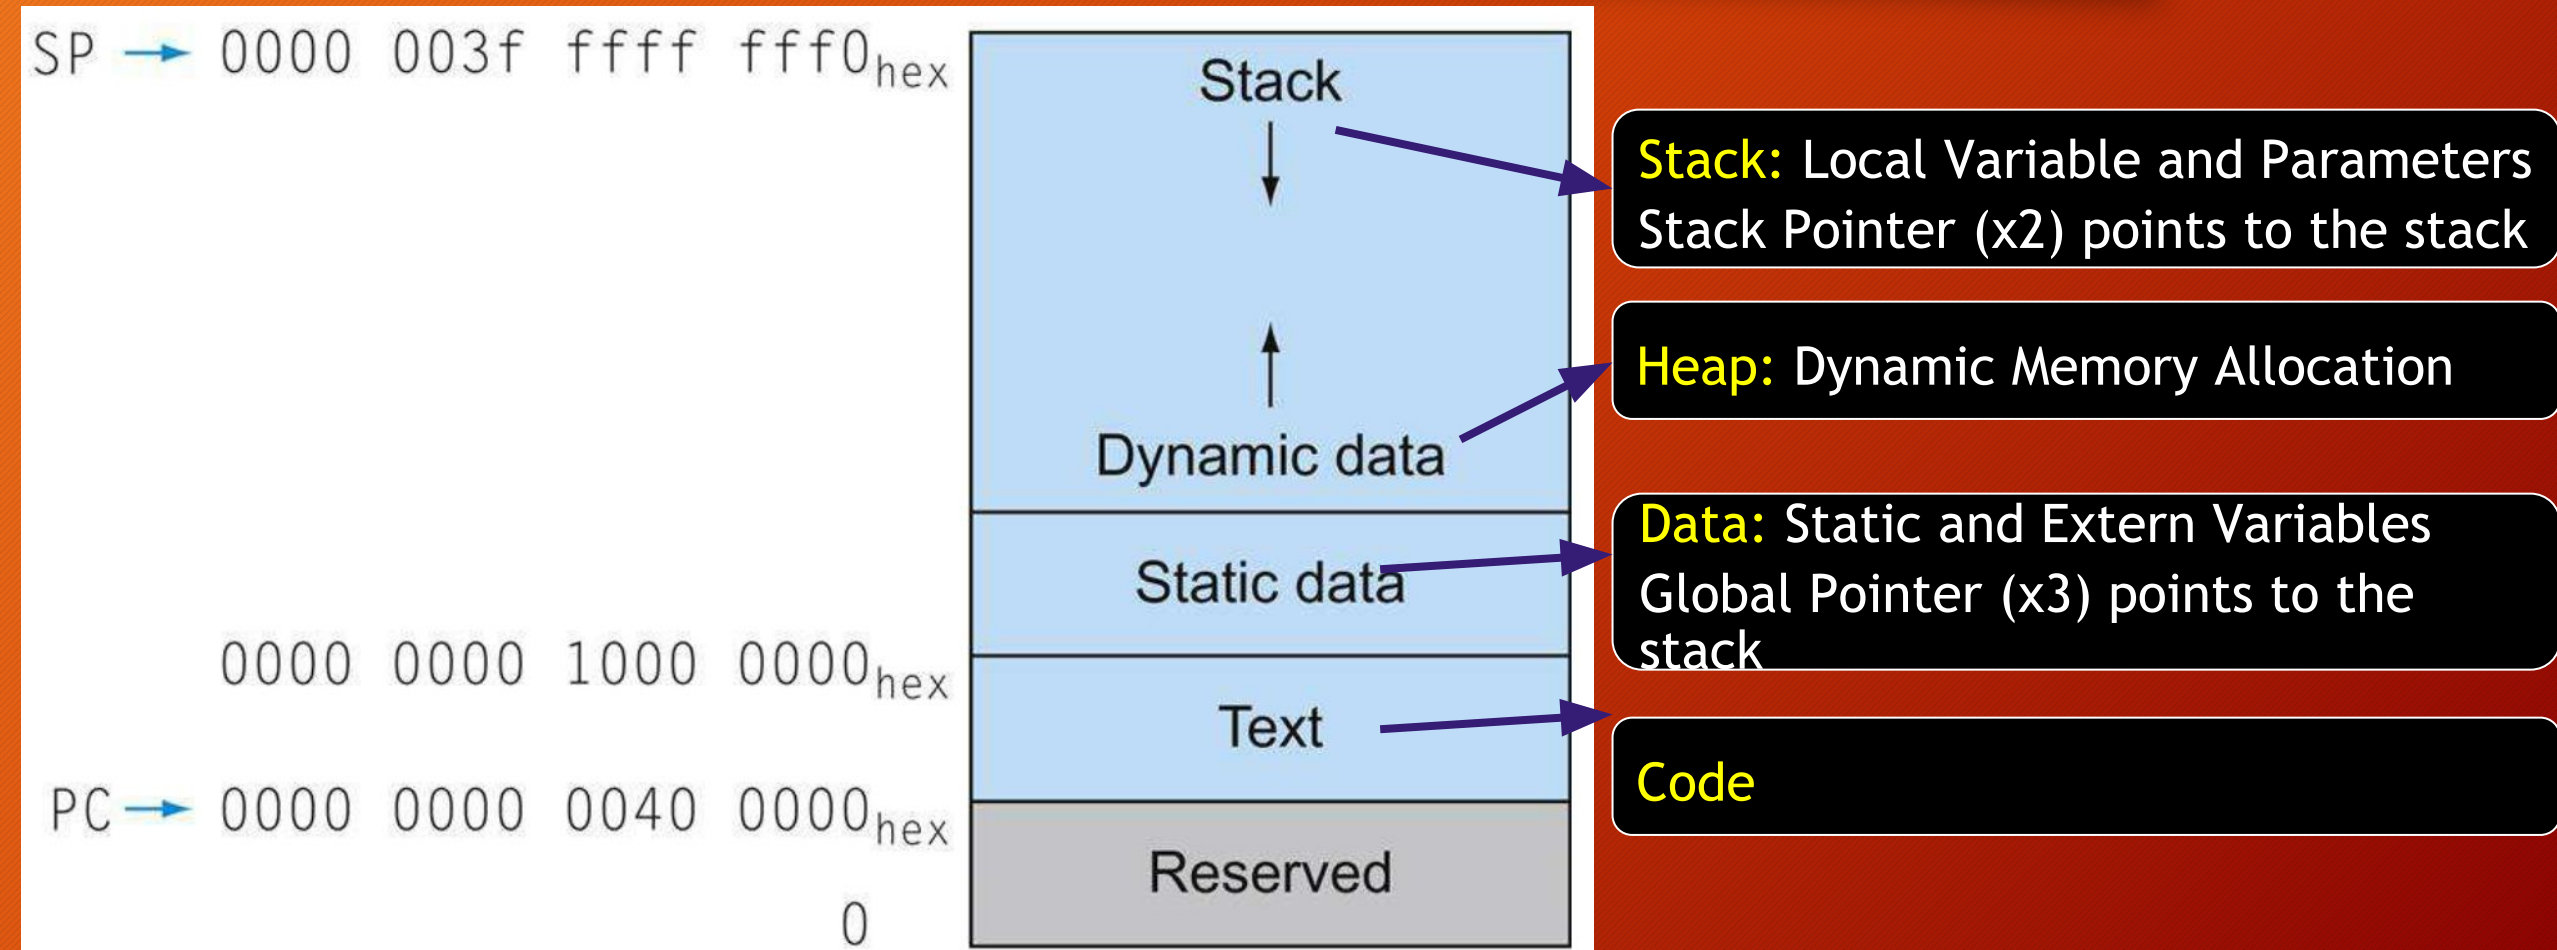 SP → 0000 003f ffff fff0hex
Stack
Dynamic data
Static data
0000 0000 1000 0000hex
Text
PC → 0000 0000 0040 0000hex
Reserved
0
Stack: Local Variable and Parameters
Stack Pointer (x2) points to the stack
Heap: Dynamic Memory Allocation
Data: Static and Extern Variables
Global Pointer (x3) points to the
stack
Code